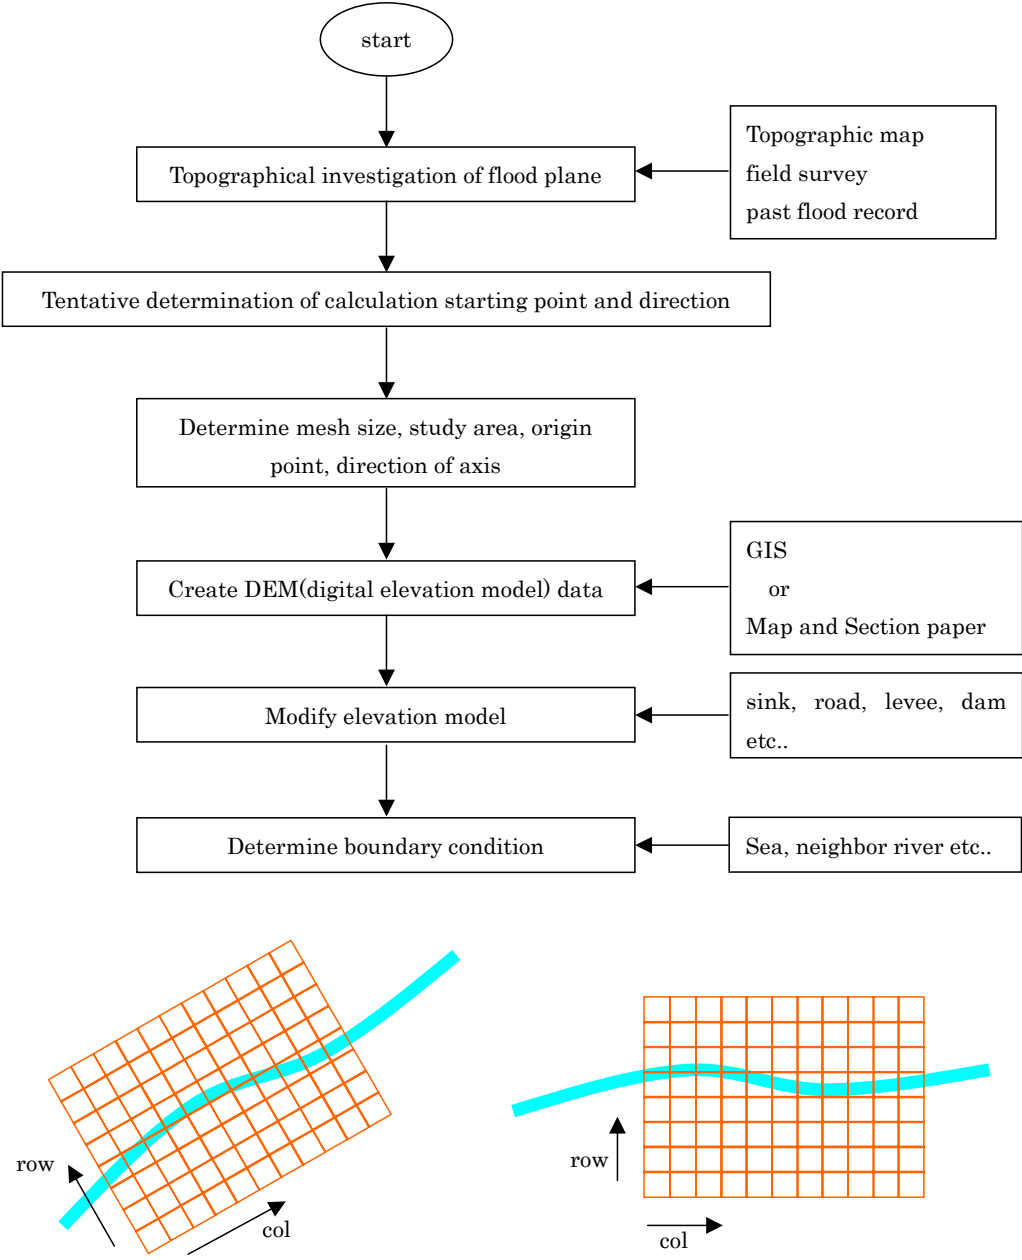 start
Topographic map
field survey
past flood record
Topographical investigation of flood plane
Tentative determination of calculation starting point and direction
Determine mesh size, study area, origin
point, direction of axis
GIS
or
Map and Section paper
Create DEM(digital elevation model) data
sink, road, levee, dam
etc..
Modify elevation model
Determine boundary condition
Sea, neighbor river etc..
row
col
row
col